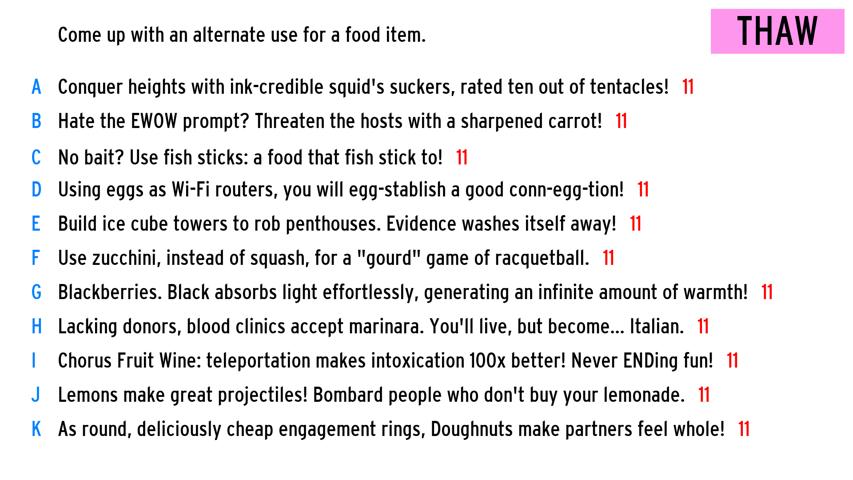 Come up with an alternate use for a food item.
THAW
A Conquer heights with ink-credible squid's suckers, rated ten out of tentacles! 11
B Hate the EWOW prompt? Threaten the hosts with a sharpened carrot! 11
C No bait? Use fish sticks: a food that fish stick to! 11
D Using eggs as Wi-Fi routers, you will egg-stablish a good conn-egg-tion! 11
E Build ice cube towers to rob penthouses. Evidence washes itself away! 11
F Use zucchini, instead of squash, for a "gourd" game of racquetball. 11
G Blackberries. Black absorbs light effortlessly, generating an infinite amount of warmth! 11
H Lacking donors, blood clinics accept marinara. You'll live, but become... Italian. 11
I Chorus Fruit Wine: teleportation makes intoxication 100x better! Never ENDing fun! 11
J Lemons make great projectiles! Bombard people who don't buy your lemonade. 11
K As round, deliciously cheap engagement rings, Doughnuts make partners feel whole! 11